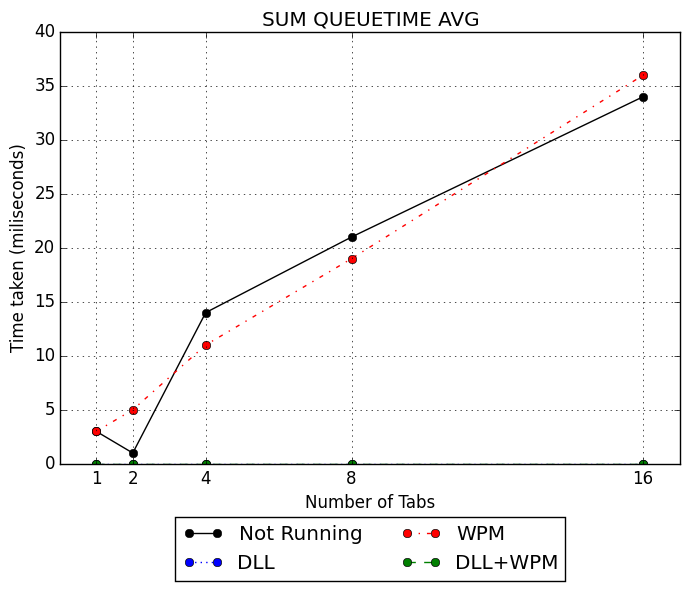 SUM QUEUETIME AVG
40
35
30
25
20
15
10
5
0
Time taken (miliseconds)
1 2 4 8 16
Number of Tabs
Not Running WPM
DLL DLL+WPM